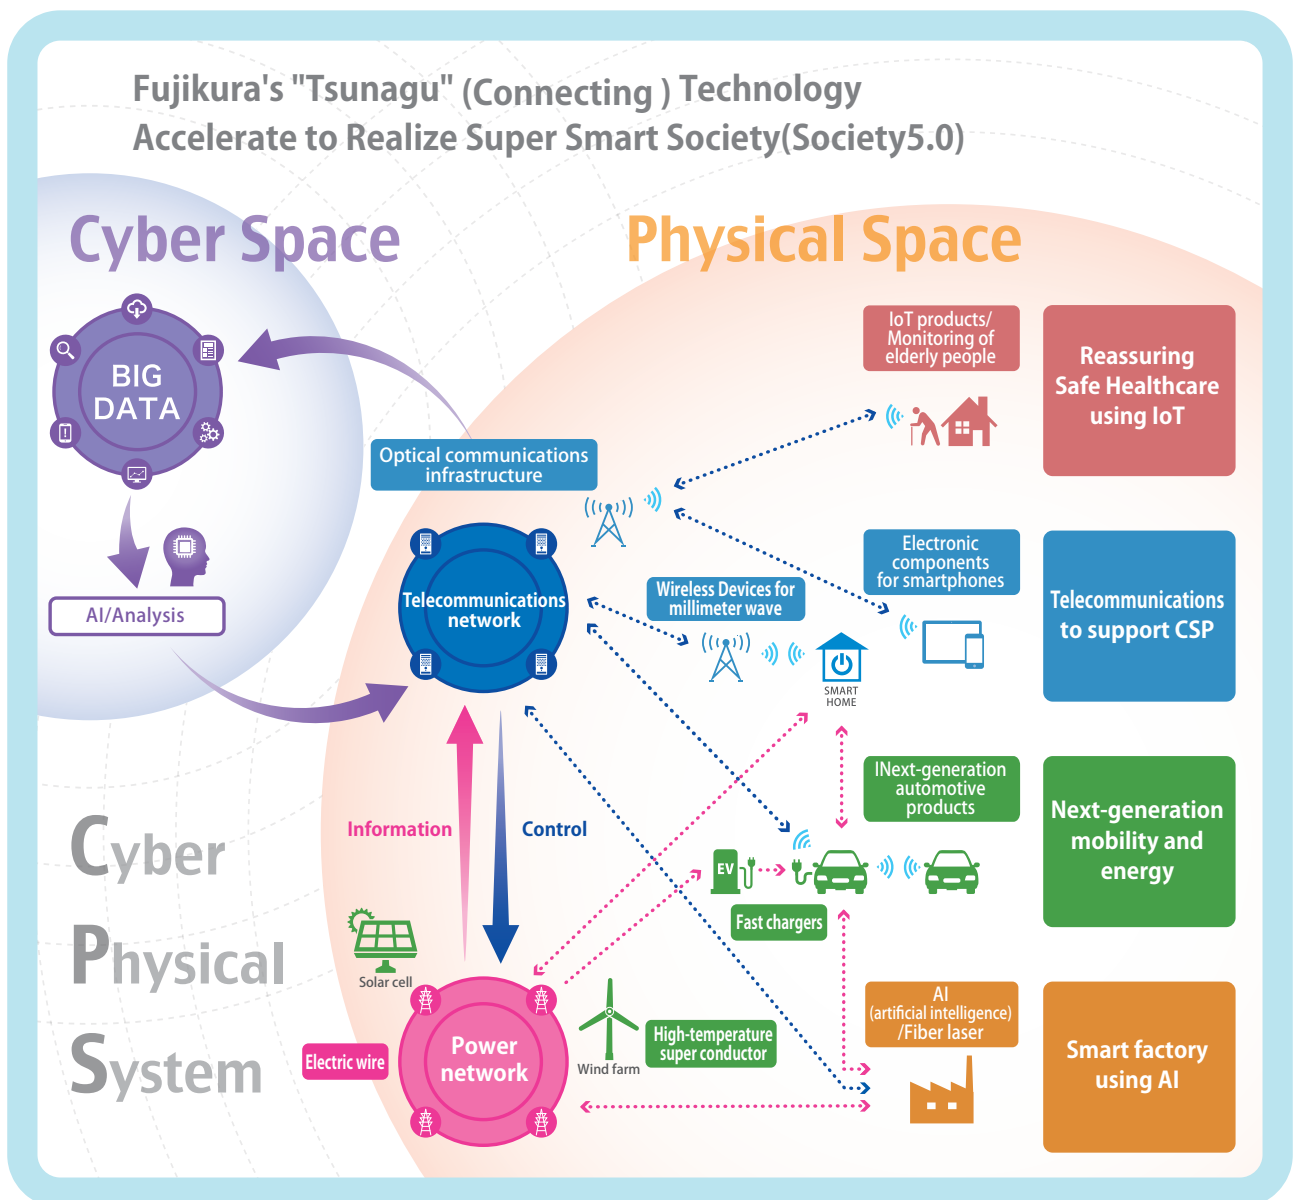 Fujikura's "Tsunagu" (Connecting ) Technology
Accelerate to Realize Super Smart Society(Society5.0)
Cyber Space
Physical Space
BIG
DATA
AI/Analysis
Optical communications
infrastructure
Telecommunications
network
Wireless Devices for
millimeter wave
SMART
HOME
IoT products/
Monitoring of
elderly people
Reassuring
Safe Healthcare
using IoT
Electronic
components
for smartphones
Telecommunications
to support CSP
INext-generation
automotive
products
Next-generation
mobility and
energy
Information
Control
EV
Fast chargers
Cyber
Physical
System
Solar cell
Electric wire
Power
network
Wind farm
High-temperature
super conductor
AI
(artificial intelligence)
/Fiber laser
Smart factory
using AI